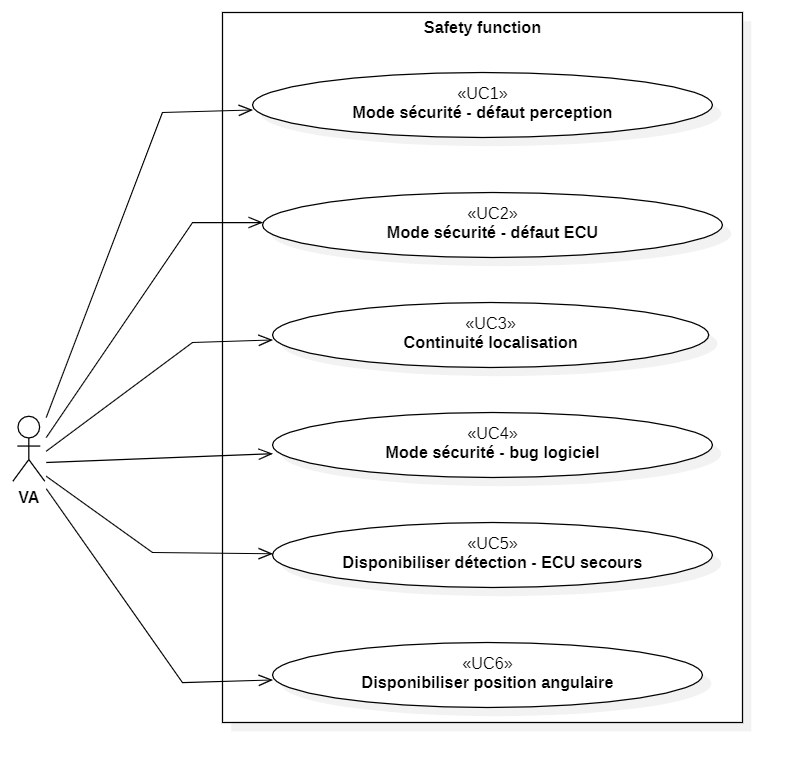 Safety function
«UC1»
Mode sécurité - défaut perception
«UC2»
Mode sécurité - défaut ECU
«UC3»
Continuité localisation
«UC4»
Mode sécurité - bug logiciel
VA
«UC5»
Disponibiliser détection - ECU secours
«UC6»
Disponibiliser position angulaire